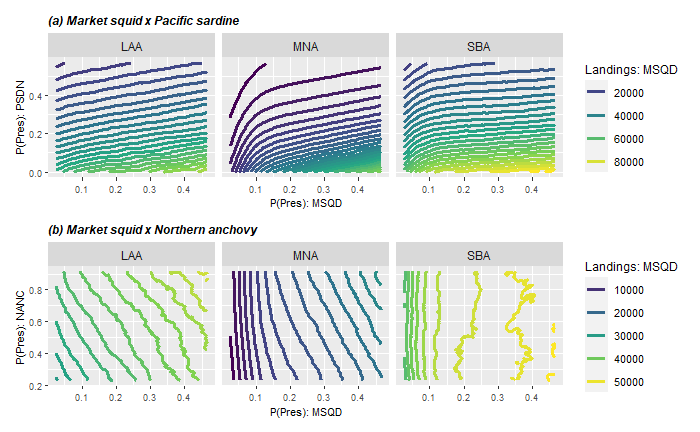 (a) Market squid x Pacific sardine
LAA
MNA
SBA
Landings: MSQD
20000
40000
60000
80000
P(Pres): PSDN
0.4
0.2
0.0
0.1 0.2 0.3 0.4
0.1 0.2 0.3 0.4
0.1 0.2 0.3 0.4
P(Pres): MSQD
(b) Market squid x Northern anchovy
LAA
MNA
SBA
Landings: MSQD
10000
20000
30000
40000
50000
P(Pres): NANC
0.8
0.6
0.4
0.2
0.1 0.2 0.3 0.4
0.1 0.2 0.3 0.4
0.1 0.2 0.3 0.4
P(Pres): MSQD